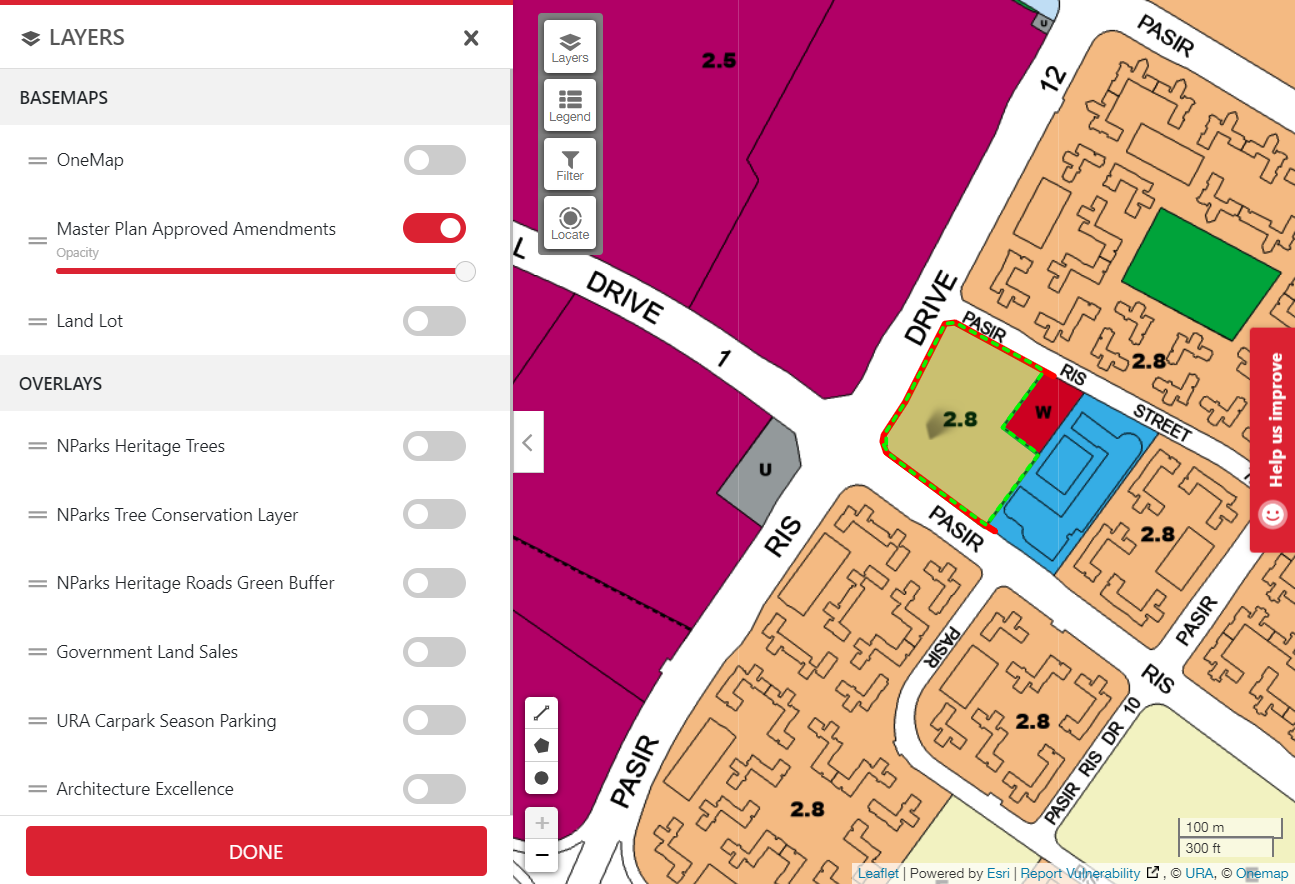 LAYERS
BASEMAPS
OneMap
Master Plan Approved Amendments
Opacity
Land Lot
OVERLAYS
NParks Heritage Trees
NParks Tree Conservation Layer
NParks Heritage Roads Green Buffer
Government Land Sales
URA Carpark Season Parking
Architecture Excellence
DONE
Layers
Legend
Filter
Locate
2.5
U
PASIR
12
DRIVE
L
DRIVE
1
PASIR
RIS
STREET
2.8
2.8
W
U
RIS
PASIR
2.8
PASIR
RIS
PASIR
2.8
PASIR RIS DR 10
PASIR
2.8
Help us improve
+
−
100 m
300 ft
Leaflet | Powered by Esri | Report Vulnerability , © URA, © Onemap